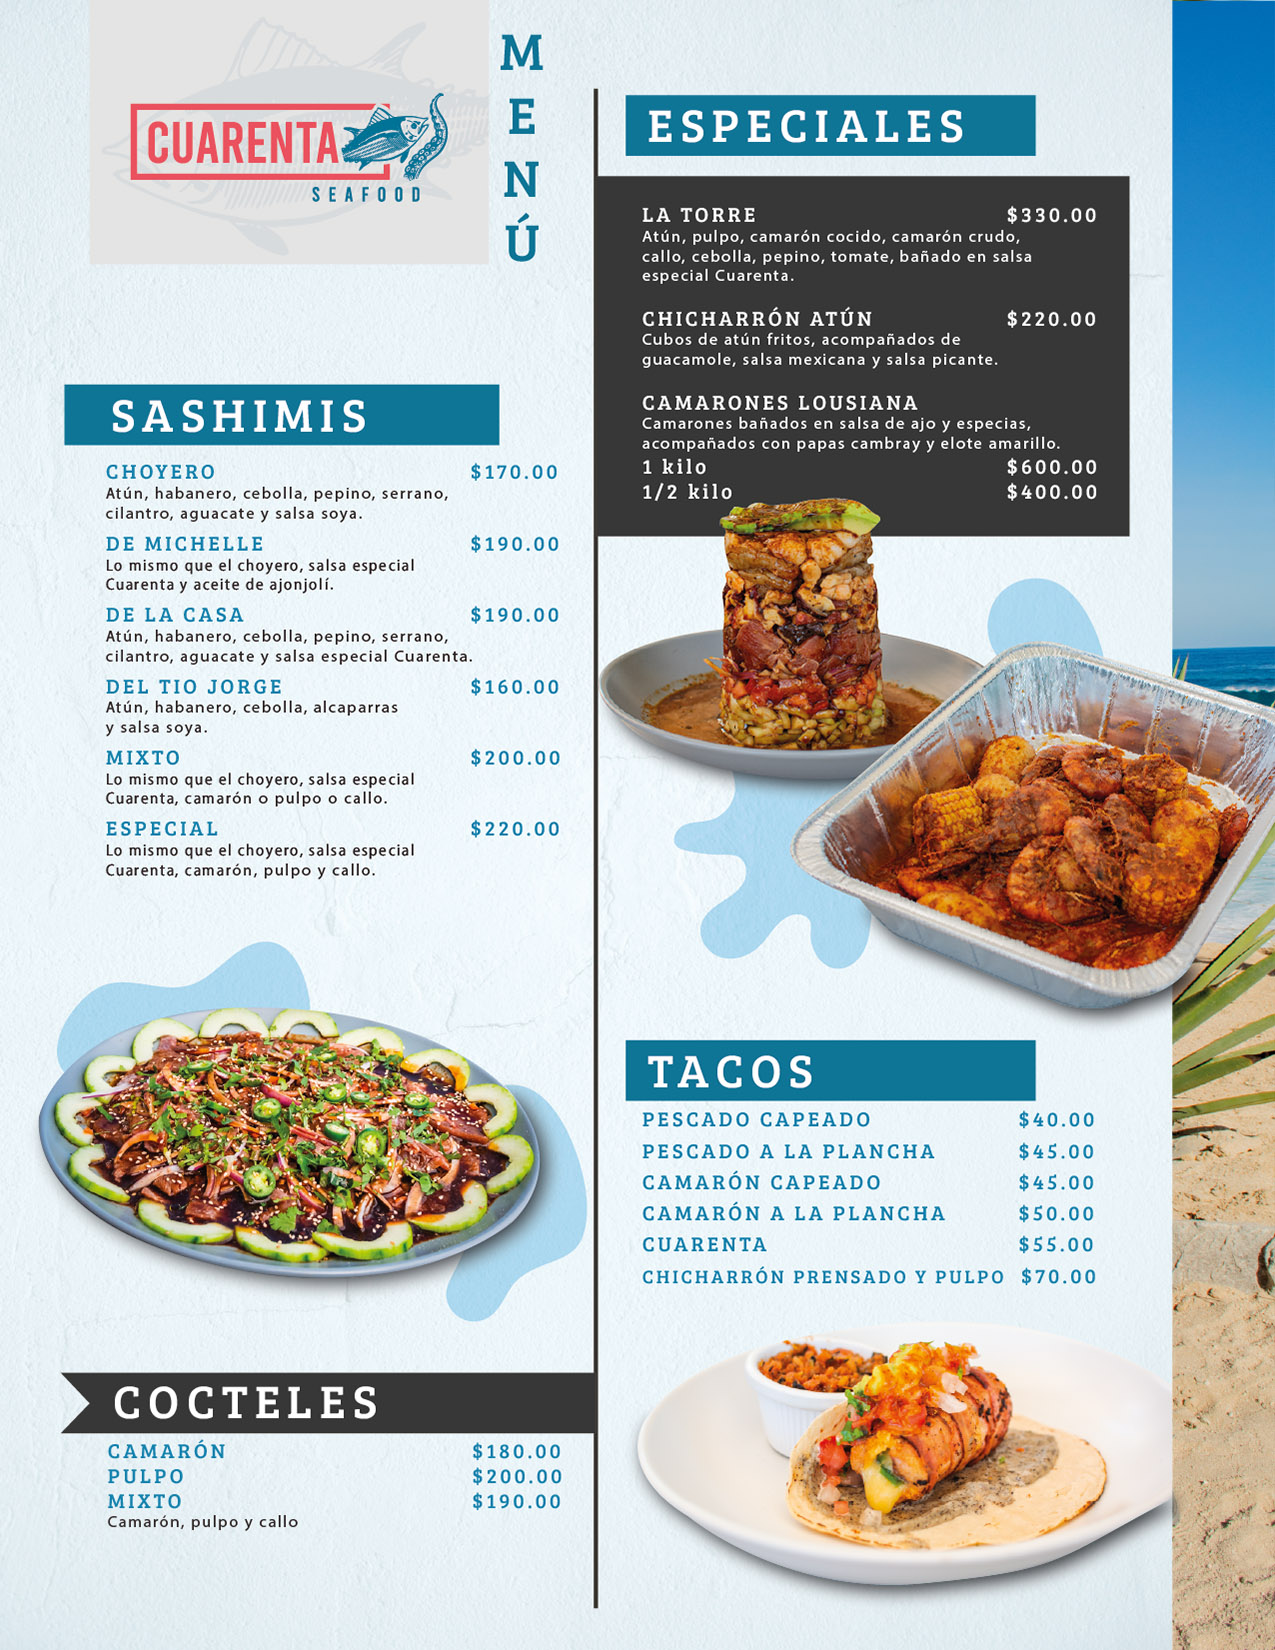 CUARENTA
SEAFOOD
MENÚ
SASHIMIS
CHOYERO $170.00
Atún, habanero, cebolla, pepino, serrano,
cilantro, aguacate y salsa soya.
DE MICHELLE $190.00
Lo mismo que el choyero, salsa especial
Cuarenta y aceite de ajonjolí.
DE LA CASA $190.00
Atún, habanero, cebolla, pepino, serrano,
cilantro, aguacate y salsa especial Cuarenta.
DEL TIO JORGE $160.00
Atún, habanero, cebolla, alcaparras
y salsa soya.
MIXTO $200.00
Lo mismo que el choyero, salsa especial
Cuarenta, camarón o pulpo o callo.
ESPECIAL $220.00
Lo mismo que el choyero, salsa especial
Cuarenta, camarón, pulpo y callo.
COCTELES
CAMARÓN $180.00
PULPO $200.00
MIXTO $190.00
Camarón, pulpo y callo
ESPECIALES
LA TORRE $330.00
Atún, pulpo, camarón cocido, camarón crudo,
callo, cebolla, pepino, tomate, bañado en salsa
especial Cuarenta.
CHICHARRÓN ATÚN $220.00
Cubos de atún fritos, acompañados de
guacamole, salsa mexicana y salsa picante.
CAMARONES LOUSIANA
Camarones bañados en salsa de ajo y especias,
acompañados con papas cambray y elote amarillo.
1 kilo $600.00
1/2 kilo $400.00
TACOS
PESCADO CAPEADO $40.00
PESCADO A LA PLANCHA $45.00
CAMARÓN CAPEADO $45.00
CAMARÓN A LA PLANCHA $50.00
CUARENTA $55.00
CHICHARRÓN PRENSADO Y PULPO $70.00